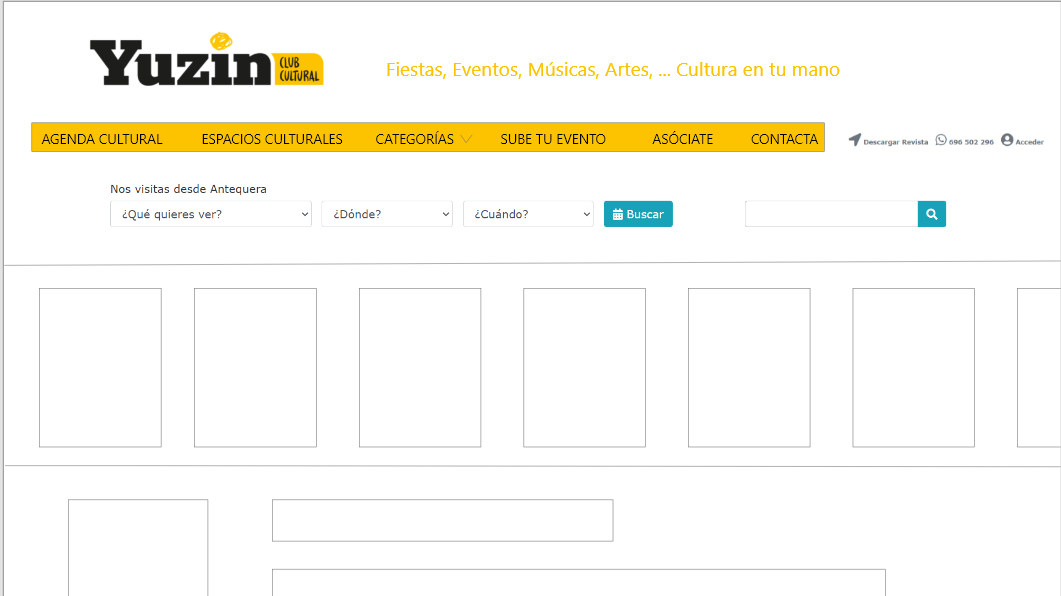 Yuzin CLUB CULTURAL
Fiestas, Eventos, Músicas, Artes, ... Cultura en tu mano
AGENDA CULTURAL ESPACIOS CULTURALES CATEGORÍAS SUBE TU EVENTO ASÓCIATE CONTACTA Descargar Revista 696 502 296 Acceder
Nos visitas desde Antequera
¿Qué quieres ver? ¿Dónde? ¿Cuándo? Buscar